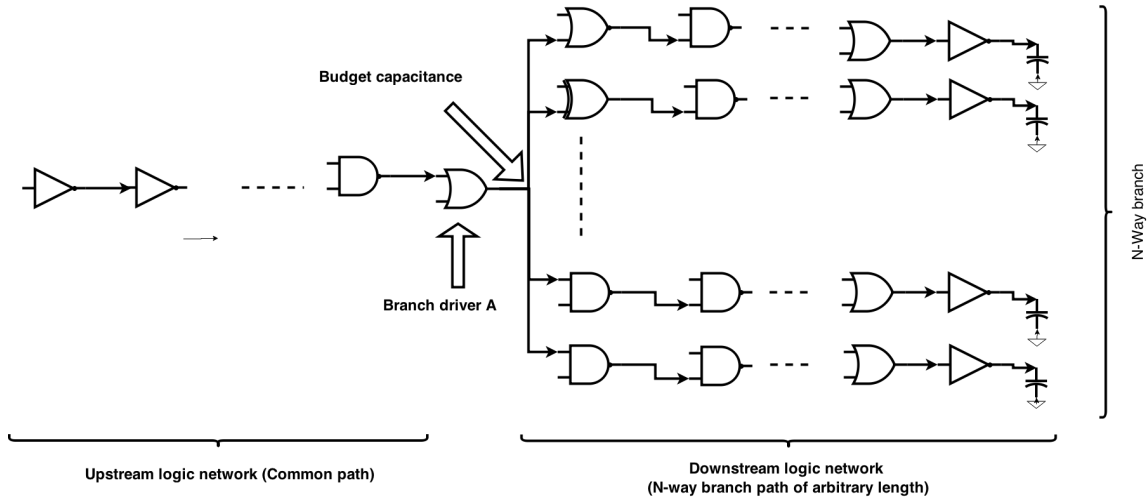 Budget capacitance
Branch driver A
N-Way branch
Upstream logic network (Common path)
Downstream logic network
(N-way branch path of arbitrary length)